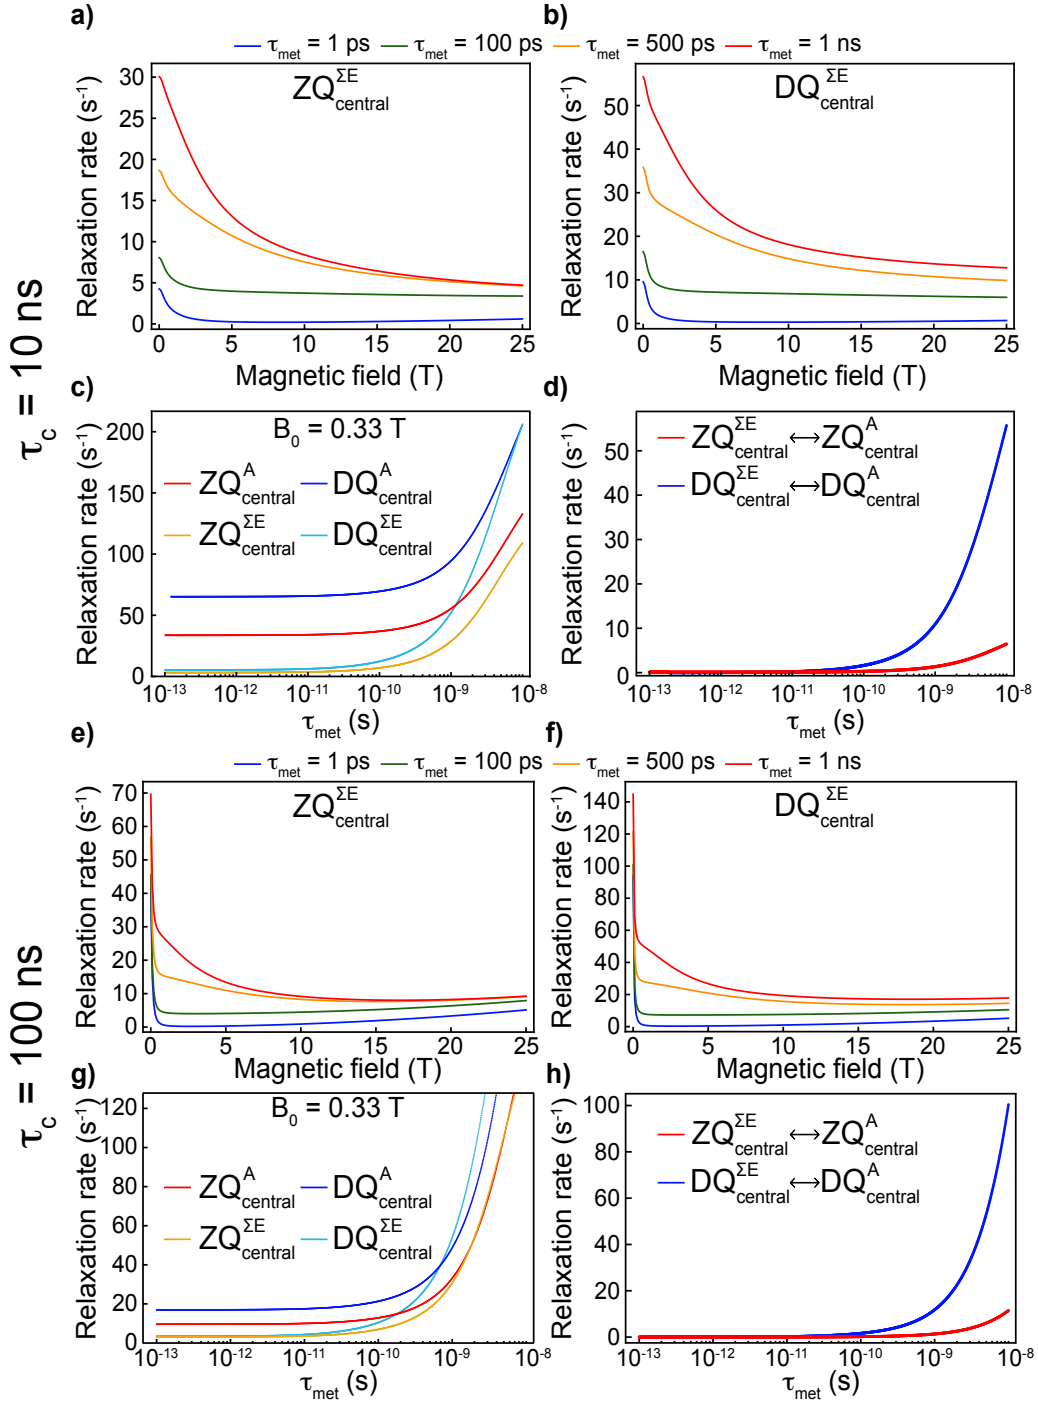 a)
b)
τmet = 1 ps τmet = 100 ps τmet = 500 ps τmet = 1 ns
τc = 10 ns
Relaxation rate (s-1)
30
25
20
15
10
5
0
ZQΣEcentral
0 5 10 15 20 25
Magnetic field (T)
Relaxation rate (s-1)
50
40
30
20
10
0
DQΣEcentral
0 5 10 15 20 25
Magnetic field (T)
c)
Relaxation rate (s-1)
200
150
100
50
0
B0 = 0.33 T
ZQAcentral DQAcentral
ZQΣEcentral DQΣEcentral
10-13 10-12 10-11 10-10 10-9 10-8
τmet (s)
d)
Relaxation rate (s-1)
50
40
30
20
10
0
ZQΣEcentral ↔ ZQAcentral
DQΣEcentral ↔ DQAcentral
10-13 10-12 10-11 10-10 10-9 10-8
τmet (s)
e)
f)
τmet = 1 ps τmet = 100 ps τmet = 500 ps τmet = 1 ns
τc = 100 ns
Relaxation rate (s-1)
70
60
50
40
30
20
10
0
ZQΣEcentral
0 5 10 15 20 25
Magnetic field (T)
Relaxation rate (s-1)
140
120
100
80
60
40
20
0
DQΣEcentral
0 5 10 15 20 25
Magnetic field (T)
g)
Relaxation rate (s-1)
120
100
80
60
40
20
0
B0 = 0.33 T
ZQAcentral DQAcentral
ZQΣEcentral DQΣEcentral
10-13 10-12 10-11 10-10 10-9 10-8
τmet (s)
h)
Relaxation rate (s-1)
100
80
60
40
20
0
ZQΣEcentral ↔ ZQAcentral
DQΣEcentral ↔ DQAcentral
10-13 10-12 10-11 10-10 10-9 10-8
τmet (s)